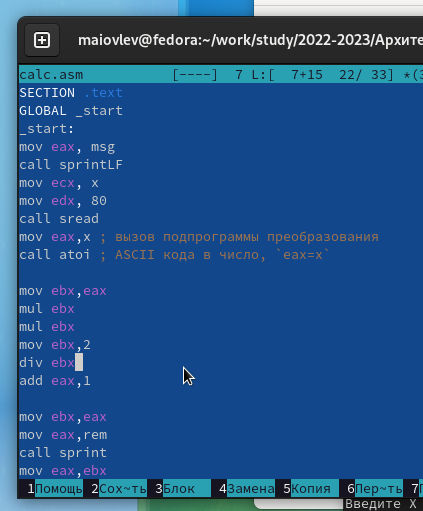 maiovlev@fedora:~/work/study/2022-2023/Архите
calc.asm [----] 7 L:[ 7+15 22/ 33] *(3
SECTION .text
GLOBAL _start
_start:
mov eax, msg
call sprintLF
mov ecx, x
mov edx, 80
call sread
mov eax,x ; вызов подпрограммы преобразования
call atoi ; ASCII кода в число, `eax=x`
mov ebx,eax
mul ebx
mul ebx
mov ebx,2
div ebx
add eax,1
mov ebx,eax
mov eax,rem
call sprint
mov eax,ebx
1Помощь 2Сох~ть 3Блок 4Замена 5Копия 6Пер~ть 7
Введите X